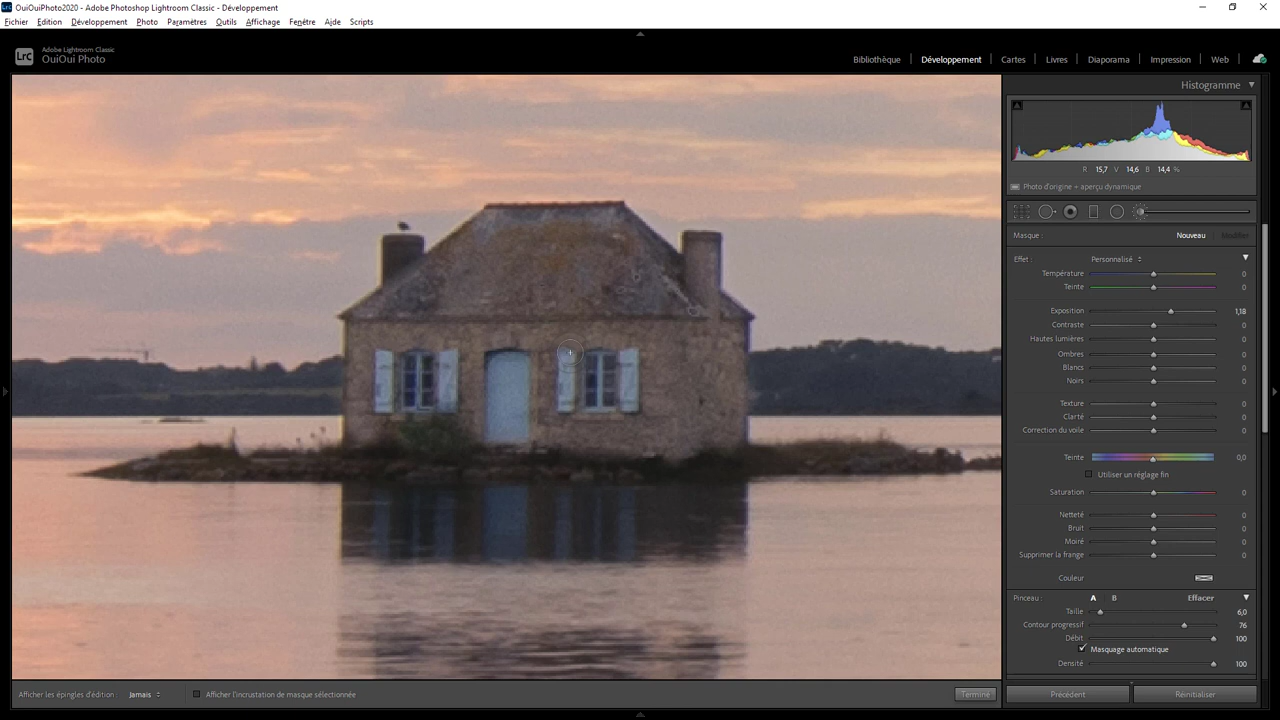 OuiOuiPhoto2020 - Adobe Photoshop Lightroom Classic - Développement
Fichier Edition Développement Photo Paramètres Outils Affichage Fenêtre Aide Scripts
Lrc
Adobe Lightroom Classic
OuiOui Photo
Bibliothèque Développement Cartes Livres Diaporama Impression Web
Histogramme
R 15,7 V 14,6 B 14,4 %
Photo d'origine + aperçu dynamique
Masque : Nouveau Modifier
Effet : Personnalisé
Température 0
Teinte 0
Exposition 1,18
Contraste 0
Hautes lumières 0
Ombres 0
Blancs 0
Noirs 0
Texture 0
Clarté 0
Correction du voile 0
Teinte 0,0
Utiliser un réglage fin
Saturation 0
Netteté 0
Bruit 0
Moiré 0
Supprimer la frange 0
Couleur
Pinceau : A B Effacer
Taille 6,0
Contour progressif 76
Débit 100
Masquage automatique
Densité 100
Afficher les épingles d'édition : Jamais Afficher l'incrustation de masque sélectionnée Terminé
Précédent Réinitialiser